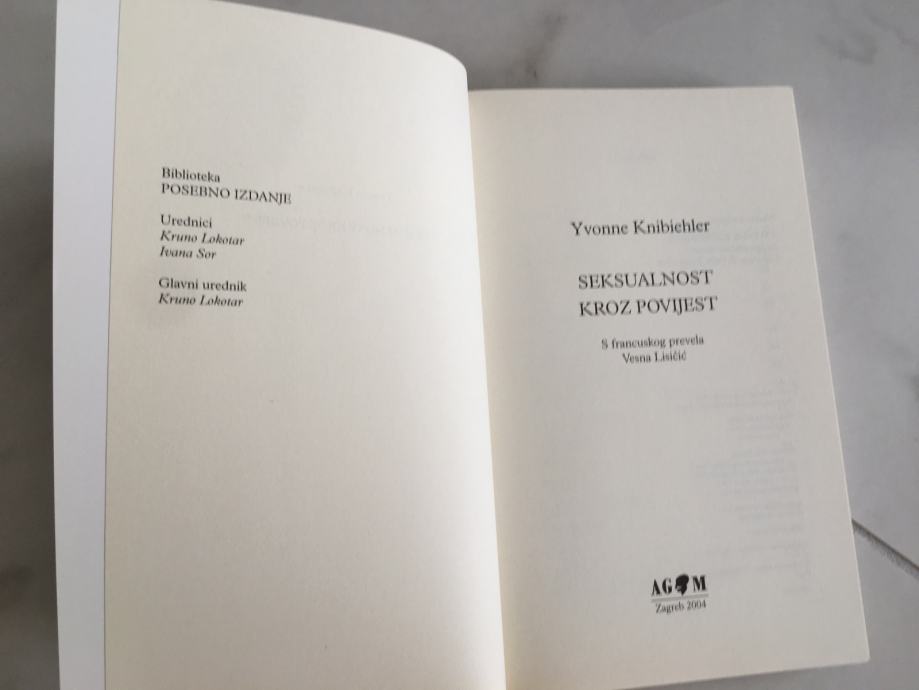 Biblioteka
POSEBNO IZDANJE
Urednici
Kruno Lokotar
Ivana Sor
Glavni urednik
Kruno Lokotar
Yvonne Knibiehler
SEKSUALNOST
KROZ POVIJEST
S francuskog prevela
Vesna Lisičić
AGM
Zagreb 2004